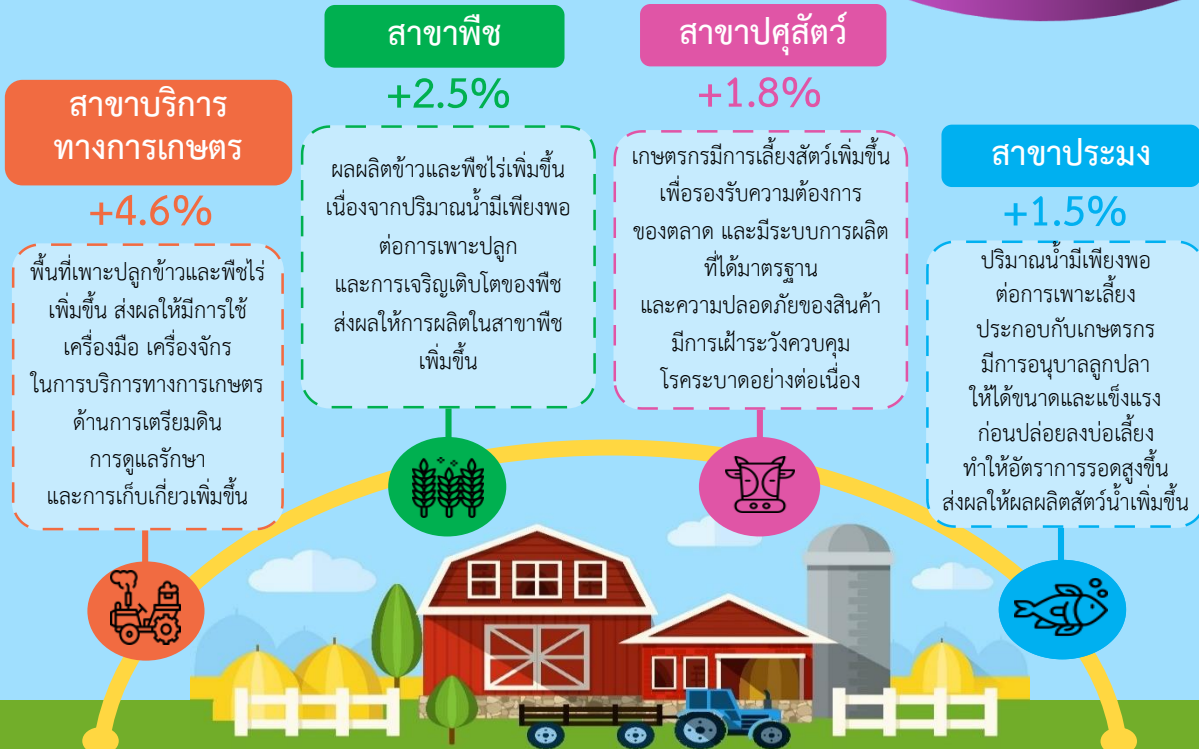 สาขาบริการ
ทางการเกษตร
+4.6%
พื้นที่เพาะปลูกข้าวและพืชไร่
เพิ่มขึ้น ส่งผลให้มีการใช้
เครื่องมือ เครื่องจักร
ในการบริการทางการเกษตร
ด้านการเตรียมดิน
การดูแลรักษา
และการเก็บเกี่ยวเพิ่มขึ้น
สาขาพืช
+2.5%
ผลผลิตข้าวและพืชไร่เพิ่มขึ้น
เนื่องจากปริมาณน้ำมีเพียงพอ
ต่อการเพาะปลูก
และการเจริญเติบโตของพืช
ส่งผลให้การผลิตในสาขาพืช
เพิ่มขึ้น
สาขาปศุสัตว์
+1.8%
เกษตรกรมีการเลี้ยงสัตว์เพิ่มขึ้น
เพื่อรองรับความต้องการ
ของตลาด และมีระบบการผลิต
ที่ได้มาตรฐาน
และความปลอดภัยของสินค้า
มีการเฝ้าระวังควบคุม
โรคระบาดอย่างต่อเนื่อง
สาขาประมง
+1.5%
ปริมาณน้ำมีเพียงพอ
ต่อการเพาะเลี้ยง
ประกอบกับเกษตรกร
มีการอนุบาลลูกปลา
ให้ได้ขนาดและแข็งแรง
ก่อนปล่อยลงบ่อเลี้ยง
ทำให้อัตราการรอดสูงขึ้น
ส่งผลให้ผลผลิตสัตว์น้ำเพิ่มขึ้น